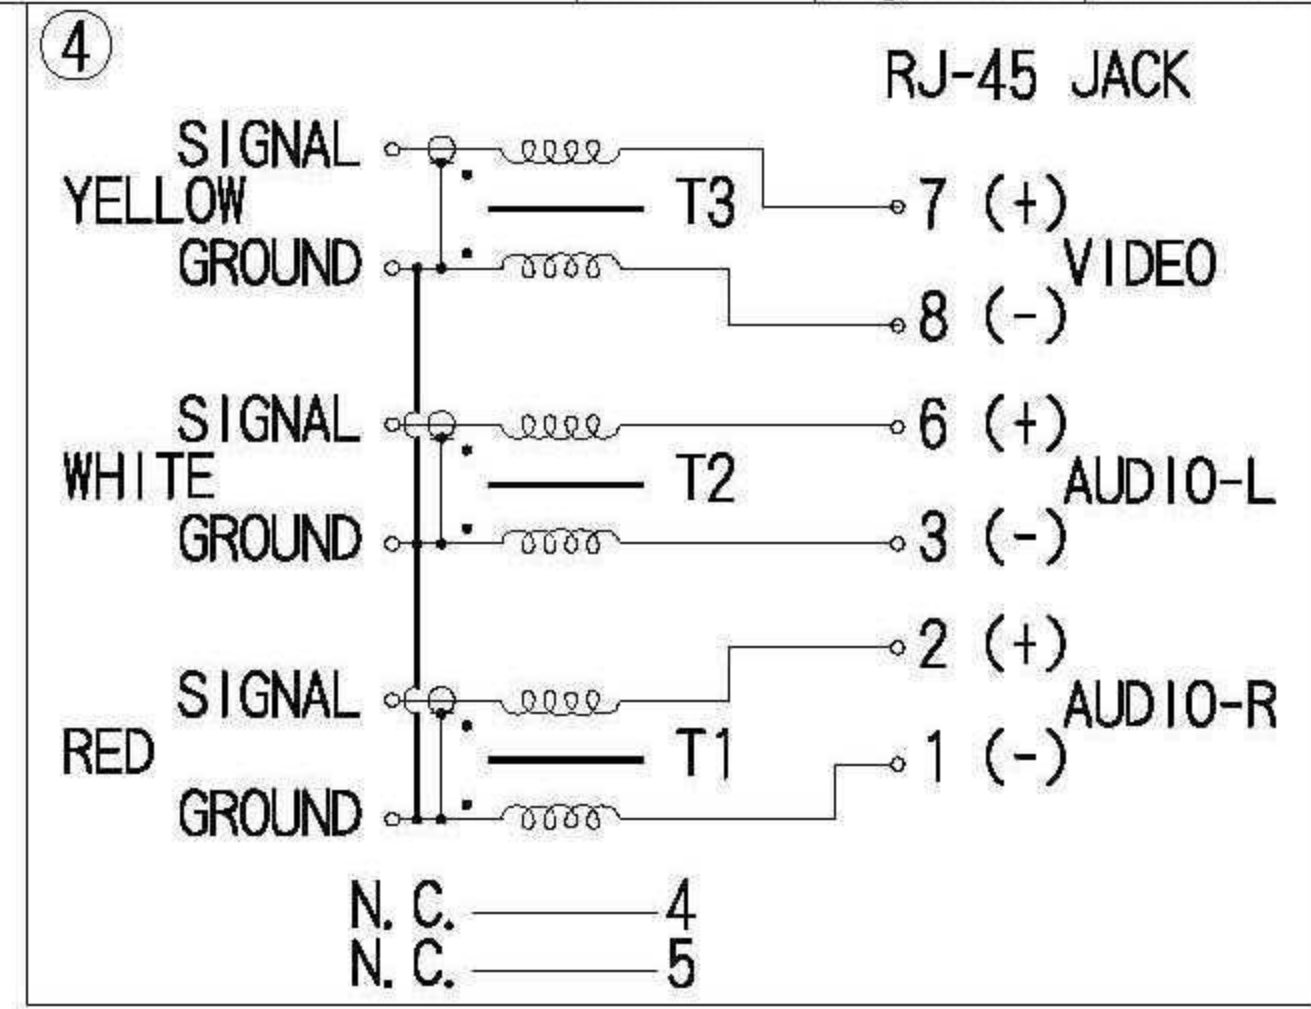 4
RJ-45 JACK
SIGNAL
YELLOW
T3
7 (+)
GROUND
VIDEO
8 (-)
SIGNAL
6 (+)
WHITE
T2
AUDIO-L
GROUND
3 (-)
2 (+)
SIGNAL
AUDIO-R
RED
T1
1 (-)
GROUND
N.C. 4
N.C. 5